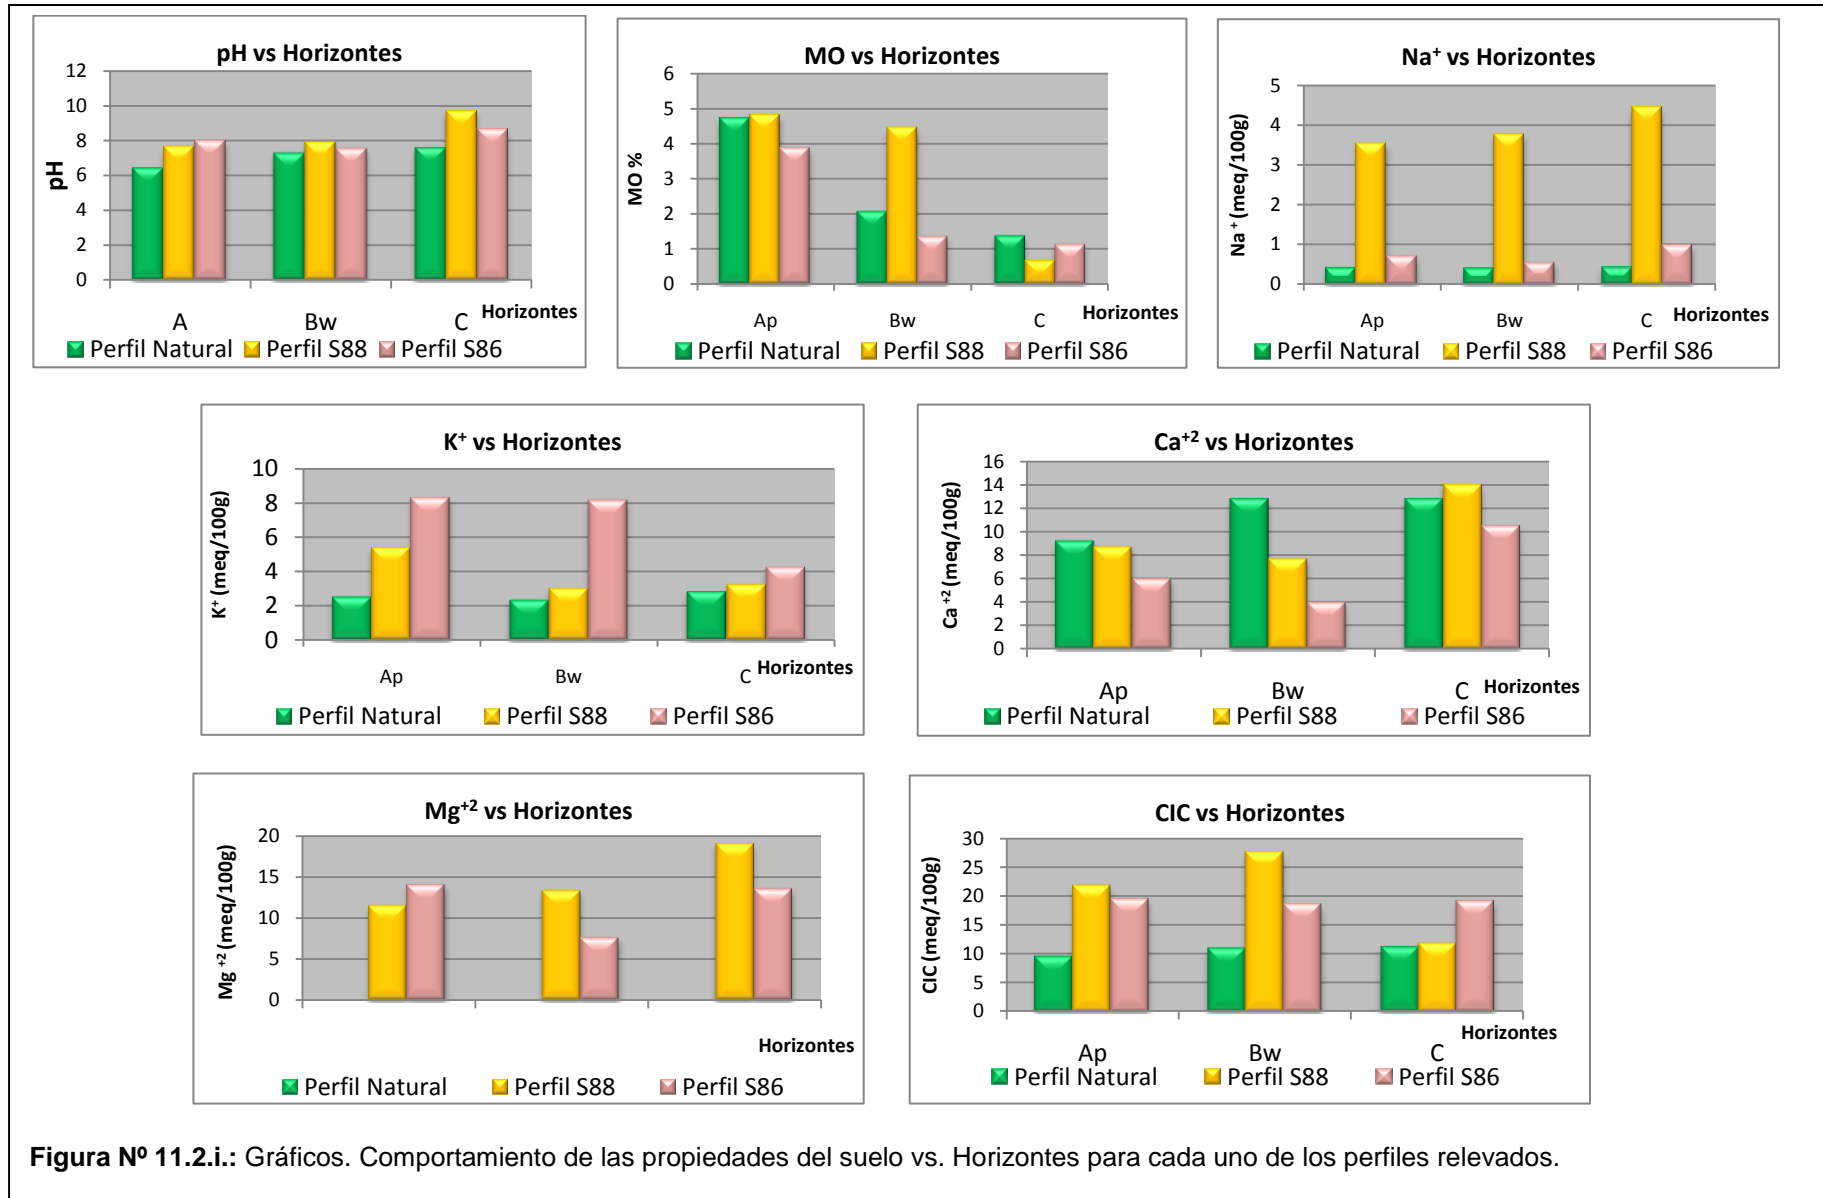 pH vs Horizontes
12
10
8
6
4
2
0
pH
A Bw C Horizontes
Perfil Natural Perfil S88 Perfil S86
MO vs Horizontes
6
5
4
3
2
1
0
MO %
Ap Bw C Horizontes
Perfil Natural Perfil S88 Perfil S86
Na⁺ vs Horizontes
5
4
3
2
1
0
Na⁺ (meq/100g)
Ap Bw C Horizontes
Perfil Natural Perfil S88 Perfil S86
K⁺ vs Horizontes
10
8
6
4
2
0
K⁺ (meq/100g)
Ap Bw C Horizontes
Perfil Natural Perfil S88 Perfil S86
Ca⁺² vs Horizontes
16
14
12
10
8
6
4
2
0
Ca⁺² (meq/100g)
Ap Bw C Horizontes
Perfil Natural Perfil S88 Perfil S86
Mg⁺² vs Horizontes
20
15
10
5
0
Mg⁺² (meq/100g)
Horizontes
Perfil Natural Perfil S88 Perfil S86
CIC vs Horizontes
30
25
20
15
10
5
0
CIC (meq/100g)
Ap Bw C Horizontes
Perfil Natural Perfil S88 Perfil S86
Figura Nº 11.2.i.: Gráficos. Comportamiento de las propiedades del suelo vs. Horizontes para cada uno de los perfiles relevados.